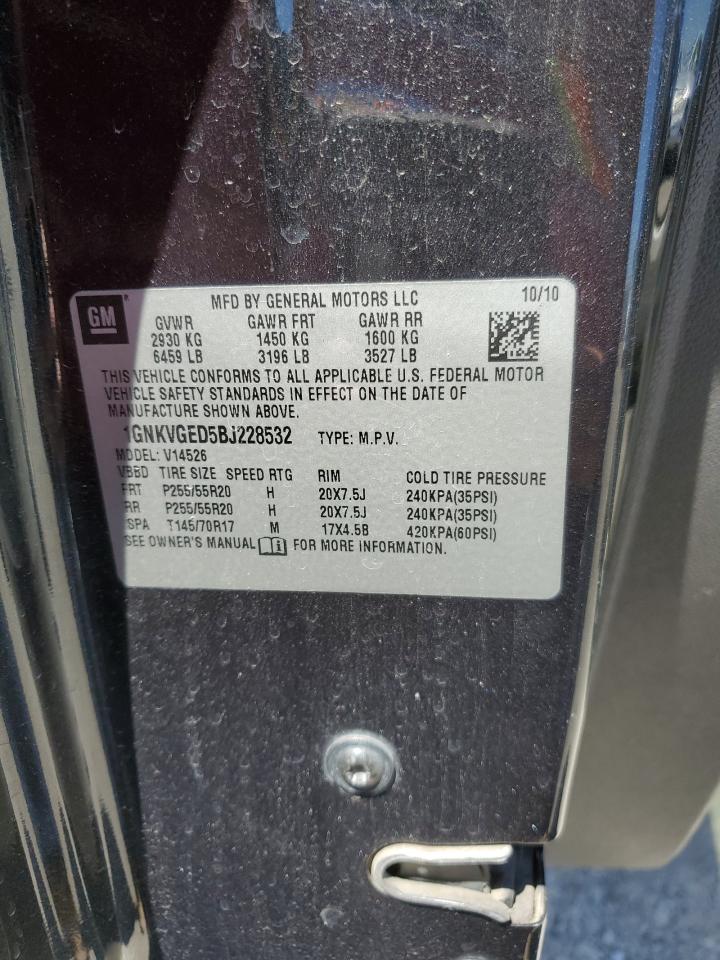 GM®
MFD BY GENERAL MOTORS LLC 10/10
GVWR GAWR FRT GAWR RR
2930 KG 1450 KG 1600 KG
6459 LB 3196 LB 3527 LB
THIS VEHICLE CONFORMS TO ALL APPLICABLE U.S. FEDERAL MOTOR
VEHICLE SAFETY STANDARDS IN EFFECT ON THE DATE OF
MANUFACTURE SHOWN ABOVE.
1GNKVGED5BJ228532 TYPE: M.P.V.
MODEL: V14526
VBBD TIRE SIZE SPEED RTG RIM COLD TIRE PRESSURE
FRT P255/55R20 H 20X7.5J 240KPA(35PSI)
RR P255/55R20 H 20X7.5J 240KPA(35PSI)
SPA T145/70R17 M 17X4.5B 420KPA(60PSI)
SEE OWNER'S MANUAL FOR MORE INFORMATION.